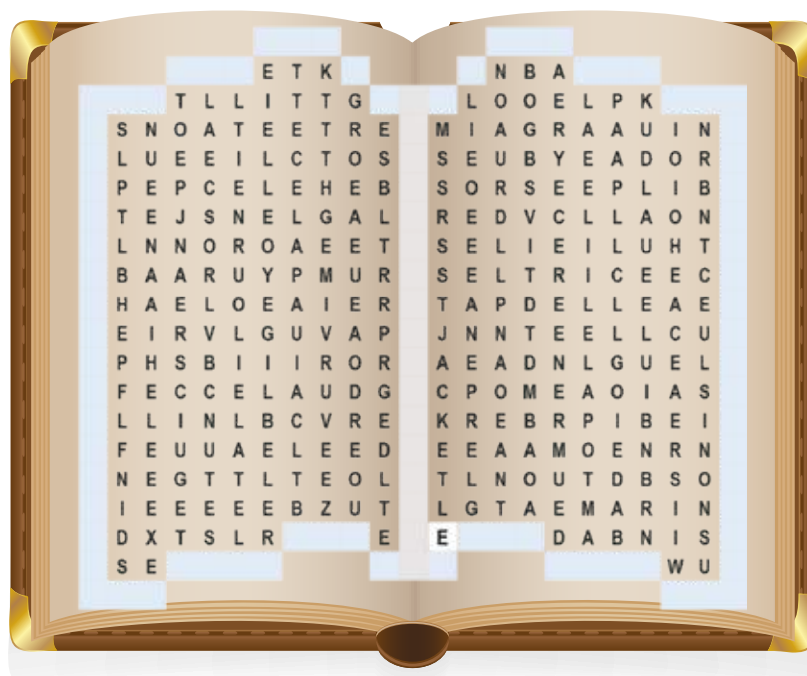 E T K N B A
T L L I T T G L O O E L P K
S N O A T E E T R E M I A G R A A U I N
L U E E I L C T O S S E U B Y E A D O R
P E P C E L E H E B S O R S E E P L I B
T E J S N E L G A L R E D V C L L A O N
L N N O R O A E E T S E L I E I L U H T
B A A R U Y P M U R S E L T R I C E E C
H A E L O E A I E R T A P D E L L E A E
E I R V L G U V A P J N N T E E L L C U
P H S B I I I R O R A E A D N L G U E L
F E C C E L A U D G C P O M E A O I A S
L L I N L B C V R E K R E B R P I B E I
F E U U A E L E E D E E A A M O E N R N
N E G T T L T E O L T L N O U T D B S O
I E E E E E B Z U T L G T A E M A R I N
D X T S L R E E D A B N I S
S E W U